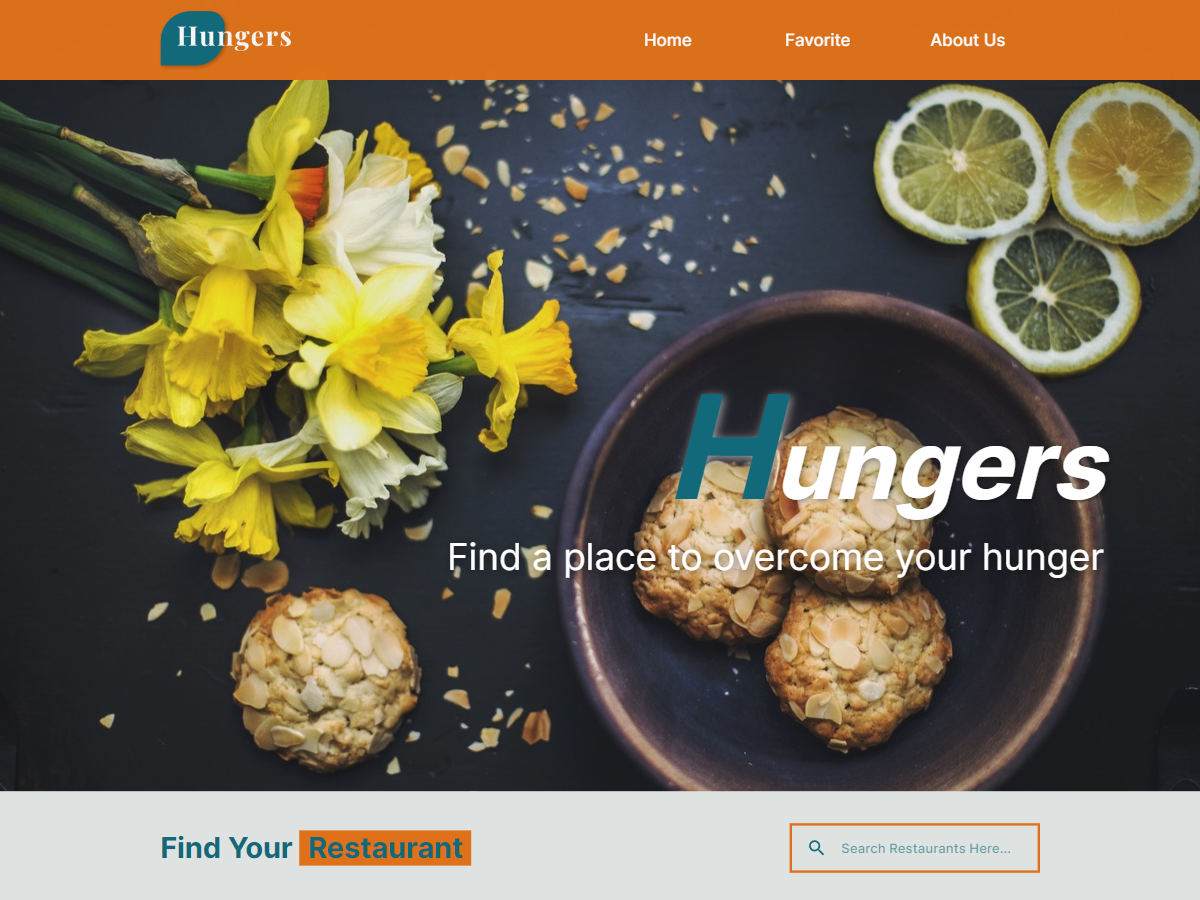 Hungers
Home Favorite About Us
Hungers
Find a place to overcome your hunger
Find Your Restaurant
Search Restaurants Here...